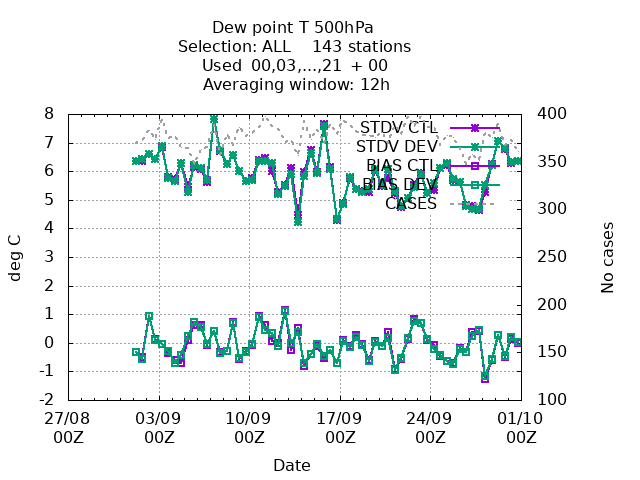 Dew point T 500hPa
Selection: ALL    143 stations
Used  00,03,...,21  + 00
Averaging window: 12h
8
7
6
5
4
3
2
1
0
-1
-2
400
350
300
250
200
150
100
STDV CTL
STDV DEV
BIAS CTL
BIAS DEV
CASES
deg C
No cases
27/08 03/09 10/09 17/09 24/09 01/10
00Z 00Z 00Z 00Z 00Z 00Z
Date